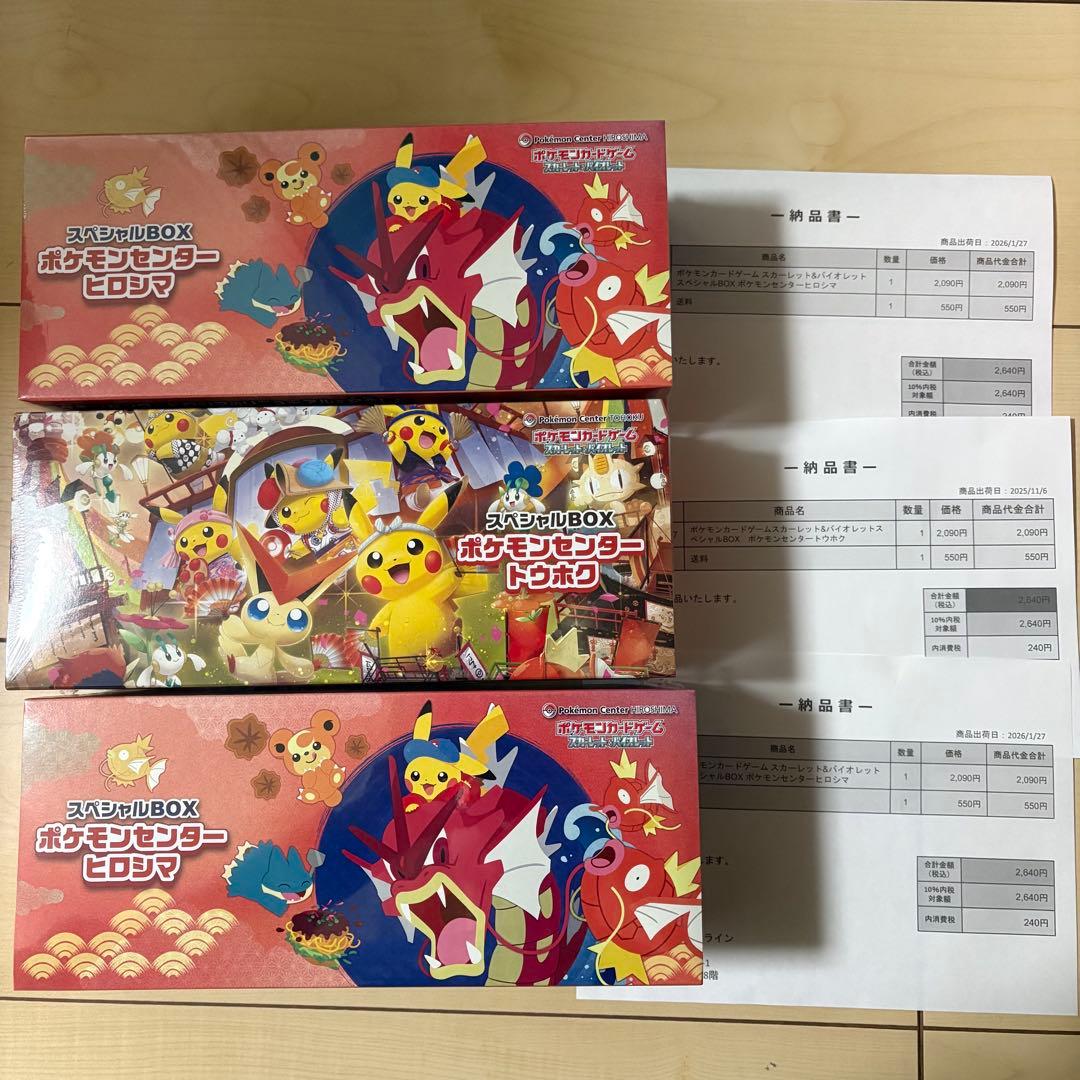 Pokémon Center HIROSHIMA
ポケモンカードゲーム
スカーレット&バイオレット
スペシャルBOX
ポケモンセンター
ヒロシマ
Pokémon Center TOHOKU
ポケモンカードゲーム
スカーレット&バイオレット
スペシャルBOX
ポケモンセンター
トウホク
Pokémon Center HIROSHIMA
ポケモンカードゲーム
スカーレット&バイオレット
スペシャルBOX
ポケモンセンター
ヒロシマ
ー納品書ー
商品出荷日:2026/1/27
商品名 数量 価格 商品代金合計
ポケモンカードゲーム スカーレット&バイオレット
スペシャルBOX ポケモンセンターヒロシマ 1 2,090円 2,090円
送料 1 550円 550円
いたします。
合計金額
(税込) 2,640円
10%内税
対象額 2,640円
内消費税 240円
ー納品書ー
商品出荷日:2025/11/6
商品名 数量 価格 商品代金合計
7 ポケモンカードゲームスカーレット&バイオレットス
ペシャルBOX ポケモンセンタートウホク 1 2,090円 2,090円
送料 1 550円 550円
品いたします。
合計金額
(税込) 2,640円
10%内税
対象額 2,640円
内消費税 240円
ー納品書ー
商品出荷日:2026/1/27
商品名 数量 価格 商品代金合計
モンカードゲーム スカーレット&バイオレット
シャルBOX ポケモンセンターヒロシマ 1 2,090円 2,090円
1 550円 550円
します。
合計金額
(税込) 2,640円
10%内税
対象額 2,640円
内消費税 240円
ライン
-1
8階